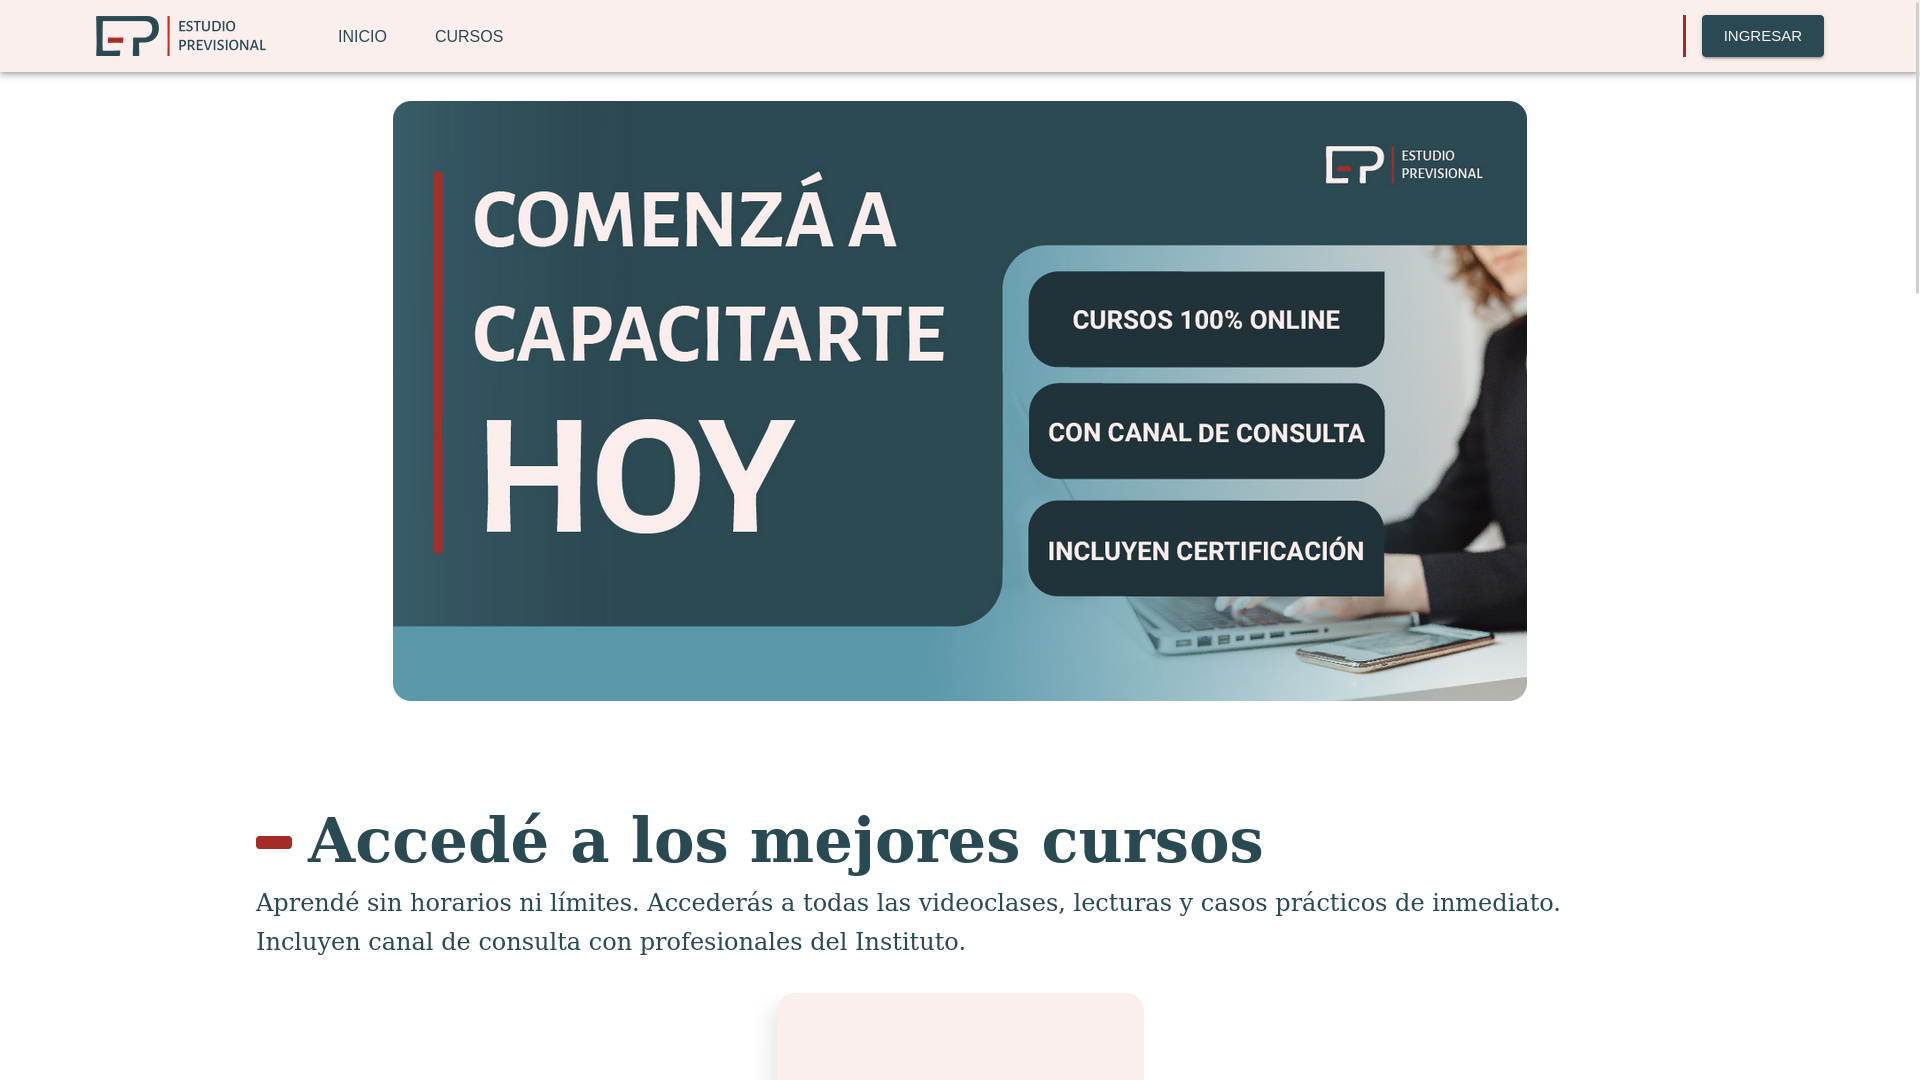 ESTUDIO
PREVISIONAL
INICIO
CURSOS
INGRESAR
COMENZÁ A
CAPACITARTE
HOY
ESTUDIO
PREVISIONAL
CURSOS 100% ONLINE
CON CANAL DE CONSULTA
INCLUYEN CERTIFICACIÓN
Accedé a los mejores cursos
Aprendé sin horarios ni límites. Accederás a todas las videoclases, lecturas y casos prácticos de inmediato.
Incluyen canal de consulta con profesionales del Instituto.